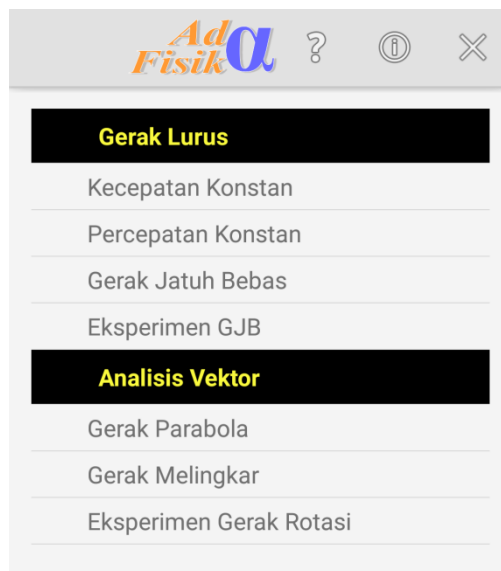 Ad
Fisik α
Gerak Lurus
Kecepatan Konstan
Percepatan Konstan
Gerak Jatuh Bebas
Eksperimen GJB
Analisis Vektor
Gerak Parabola
Gerak Melingkar
Eksperimen Gerak Rotasi